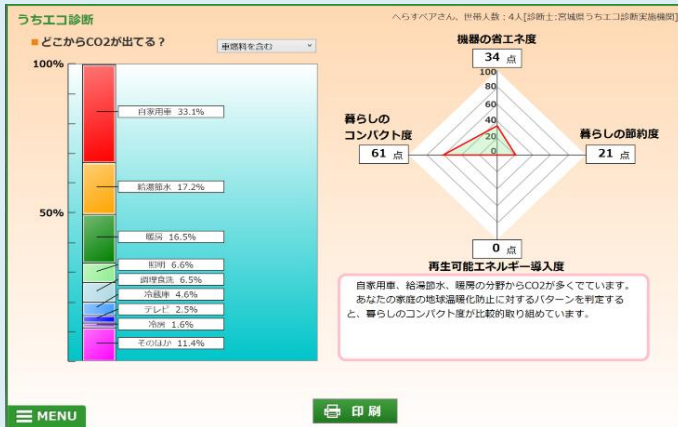 うちエコ診断
へらすべアさん、世帯人数：4人[診断士:宮城県うちエコ診断実施機関]
■どこからCO2が出てる？
車燃料を含む
100%
50%
自家用車 33.1%
給湯節水 17.2%
暖房 16.5%
照明 6.6%
調理食洗 6.5%
冷蔵庫 4.6%
テレビ 2.5%
冷房 1.6%
そのほか 11.4%
機器の省エネ度
34 点
100
80
60
40
20
0
暮らしの
コンパクト度
61 点
暮らしの節約度
21 点
0 点
再生可能エネルギー導入度
自家用車、給湯節水、暖房の分野からCO2が多くでています。
あなたの家庭の地球温暖化防止に対するパターンを判定する
と、暮らしのコンパクト度が比較的取り組めています。
MENU
印刷